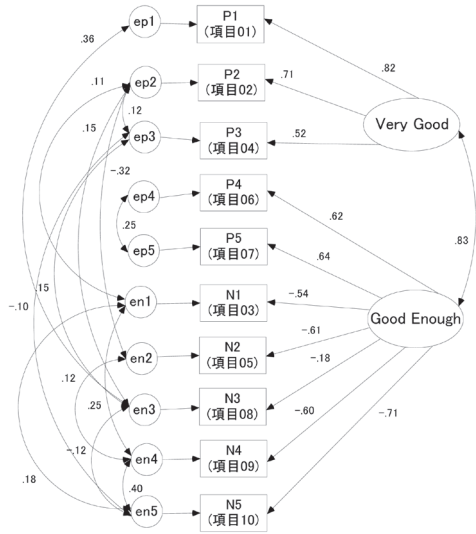 ep1
P1
(項目01)
.36
.82
.11
ep2
P2
(項目02)
.71
.12
Very Good
.15
ep3
P3
(項目04)
.52
-.32
ep4
P4
(項目06)
.62
.25
.83
ep5
P5
(項目07)
.64
-.10
.15
en1
N1
(項目03)
-.54
Good Enough
-.61
en2
N2
(項目05)
-.18
.12
.25
en3
N3
(項目08)
-.60
-.71
-.12
en4
N4
(項目09)
.18
.40
en5
N5
(項目10)